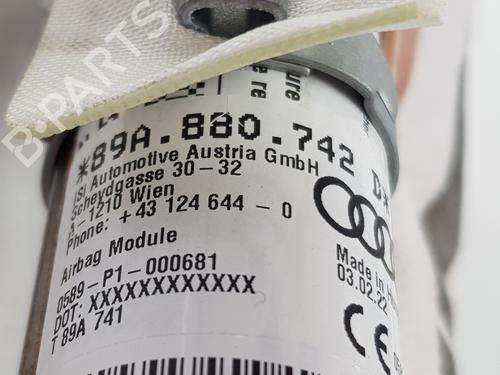 *89A.880.742 D*
iSi Automotive Austria GmbH
Scheydgasse 30-32
A - 1210 Wien
Phone: + 43 124 644 - 0
Airbag Module
0589-P1-000681
DOT: XXXXXXXXXXXX
T 89A 741
Made in
03.02.22
CE
B-PARTS